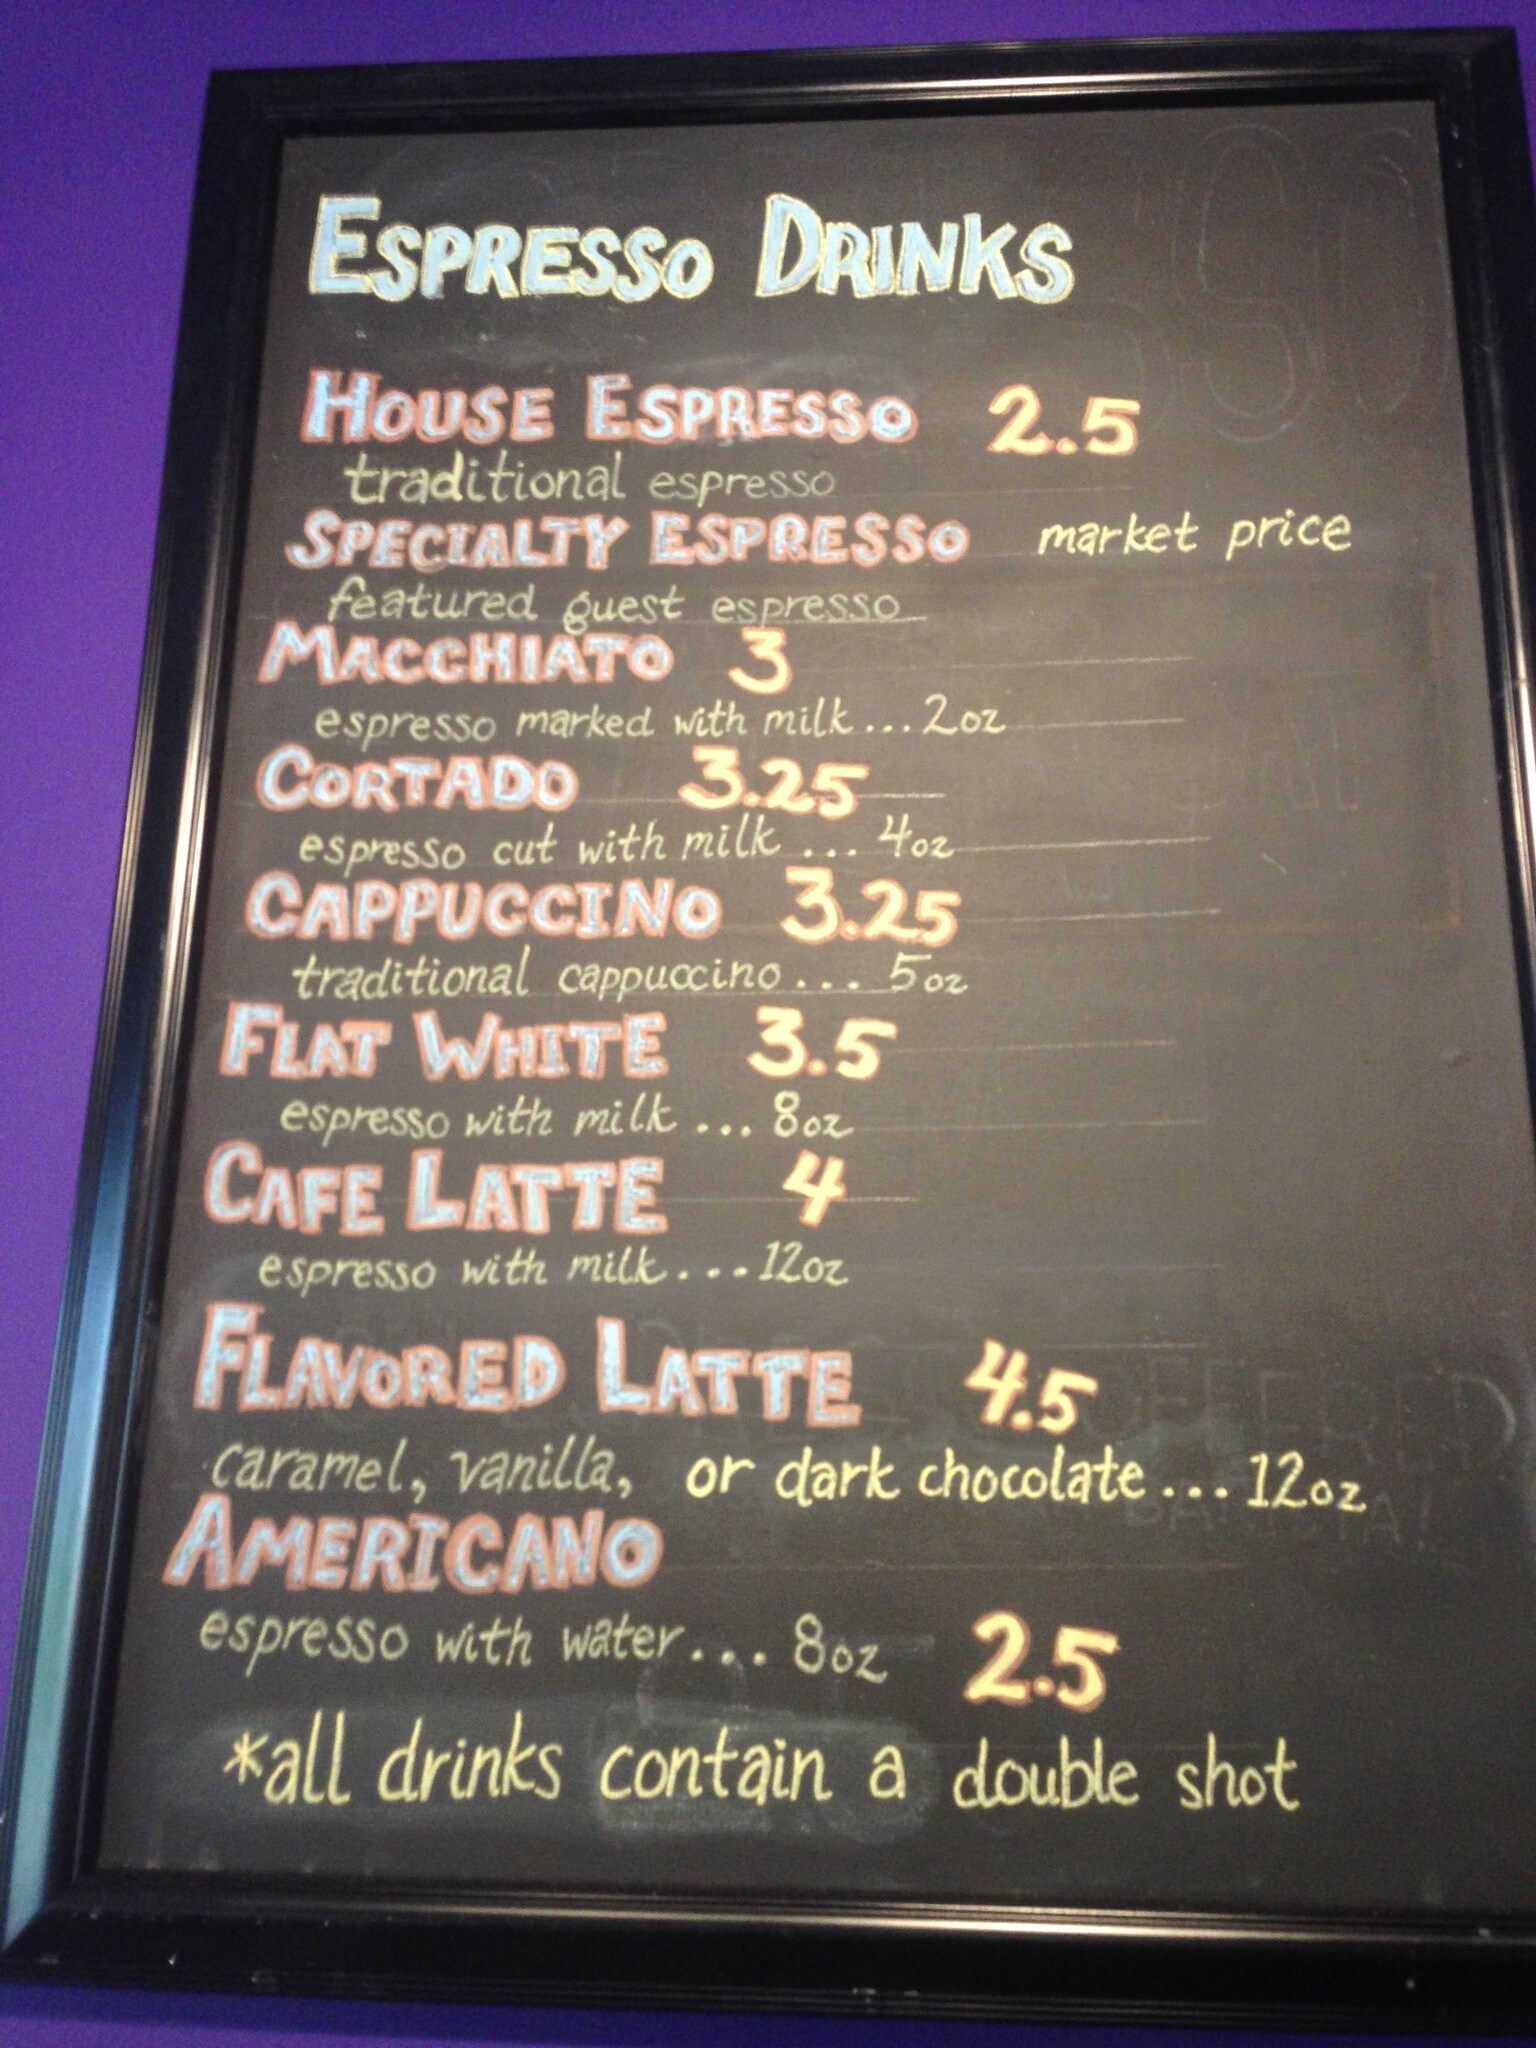 ESPRESSO DRINKS
HOUSE ESPRESSO 2.5
traditional espresso
SPECIALTY ESPRESSO market price
featured guest espresso
MACCHIATO 3
espresso marked with milk...2oz
CORTADO 3.25
espresso cut with milk ... 4oz
CAPPUCCINO 3.25
traditional cappuccino ... 5oz
FLAT WHITE 3.5
espresso with milk ... 8oz
CAFE LATTE 4
espresso with milk...12oz
FLAVORED LATTE 4.5
caramel, vanilla, or dark chocolate ... 12oz
AMERICANO
espresso with water... 8oz 2.5
*all drinks contain a double shot